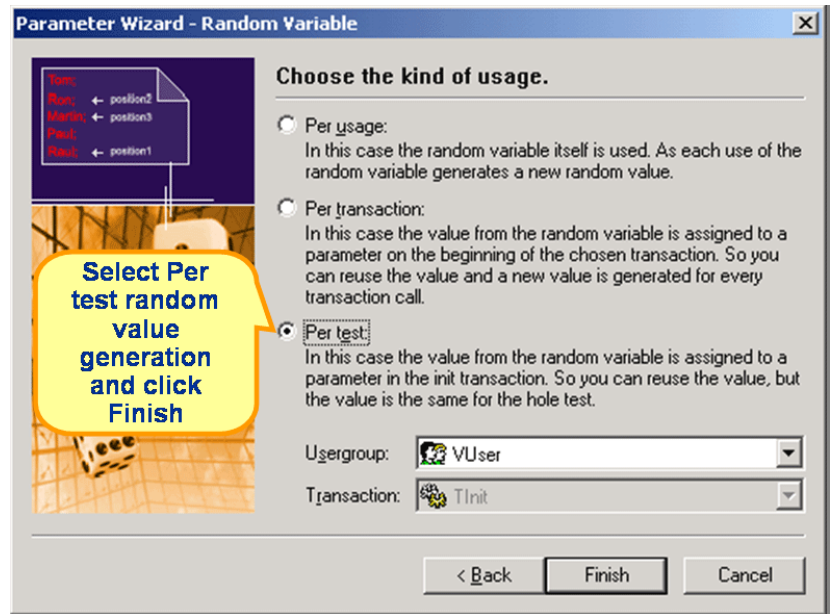 Parameter Wizard - Random Variable
Tom;
Ron; ← position2
Martin; ← position3
Paul;
Raul; ← position1
Choose the kind of usage.
Per usage:
In this case the random variable itself is used. As each use of the
random variable generates a new random value.
Per transaction:
In this case the value from the random variable is assigned to a
parameter on the beginning of the chosen transaction. So you
can reuse the value and a new value is generated for every
transaction call.
Select Per
test random
value
generation
and click
Finish
Per test:
In this case the value from the random variable is assigned to a
parameter in the init transaction. So you can reuse the value, but
the value is the same for the hole test.
Usergroup: VUser
Transaction: TInit
< Back Finish Cancel